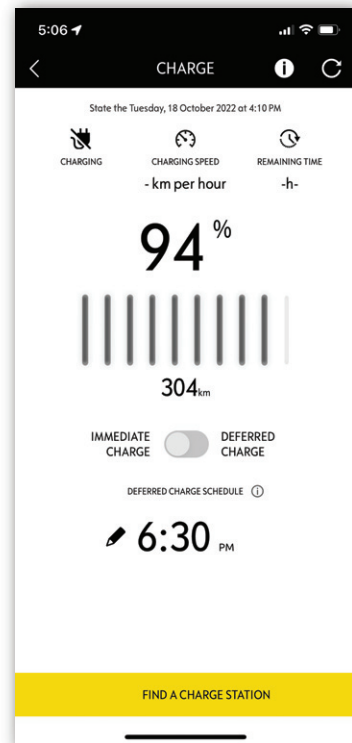 5:06
CHARGE
State the Tuesday, 18 October 2022 at 4:10 PM
CHARGING
CHARGING SPEED
REMAINING TIME
- km per hour
-h-
94%
304km
IMMEDIATE CHARGE
DEFERRED CHARGE
DEFERRED CHARGE SCHEDULE
6:30 PM
FIND A CHARGE STATION